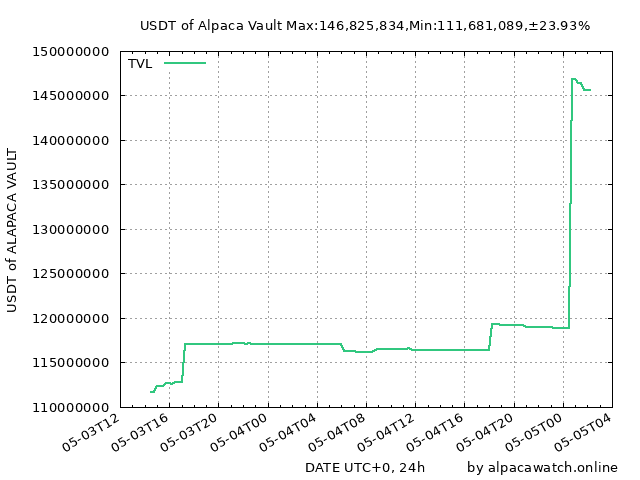 USDT of Alpaca Vault Max:146,825,834,Min:111,681,089,±23.93%
TVL
150000000
145000000
140000000
135000000
130000000
125000000
120000000
115000000
110000000
USDT of ALAPACA VAULT
05-03T12
05-03T16
05-03T20
05-04T00
05-04T04
05-04T08
05-04T12
05-04T16
05-04T20
05-05T00
05-05T04
DATE UTC+0, 24h
by alpacawatch.online